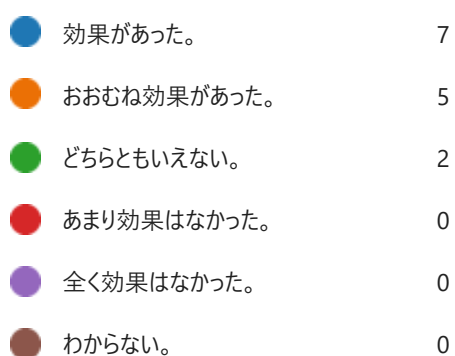 効果があった。 7
おおむね効果があった。 5
どちらともいえない。 2
あまり効果はなかった。 0
全く効果はなかった。 0
わからない。 0